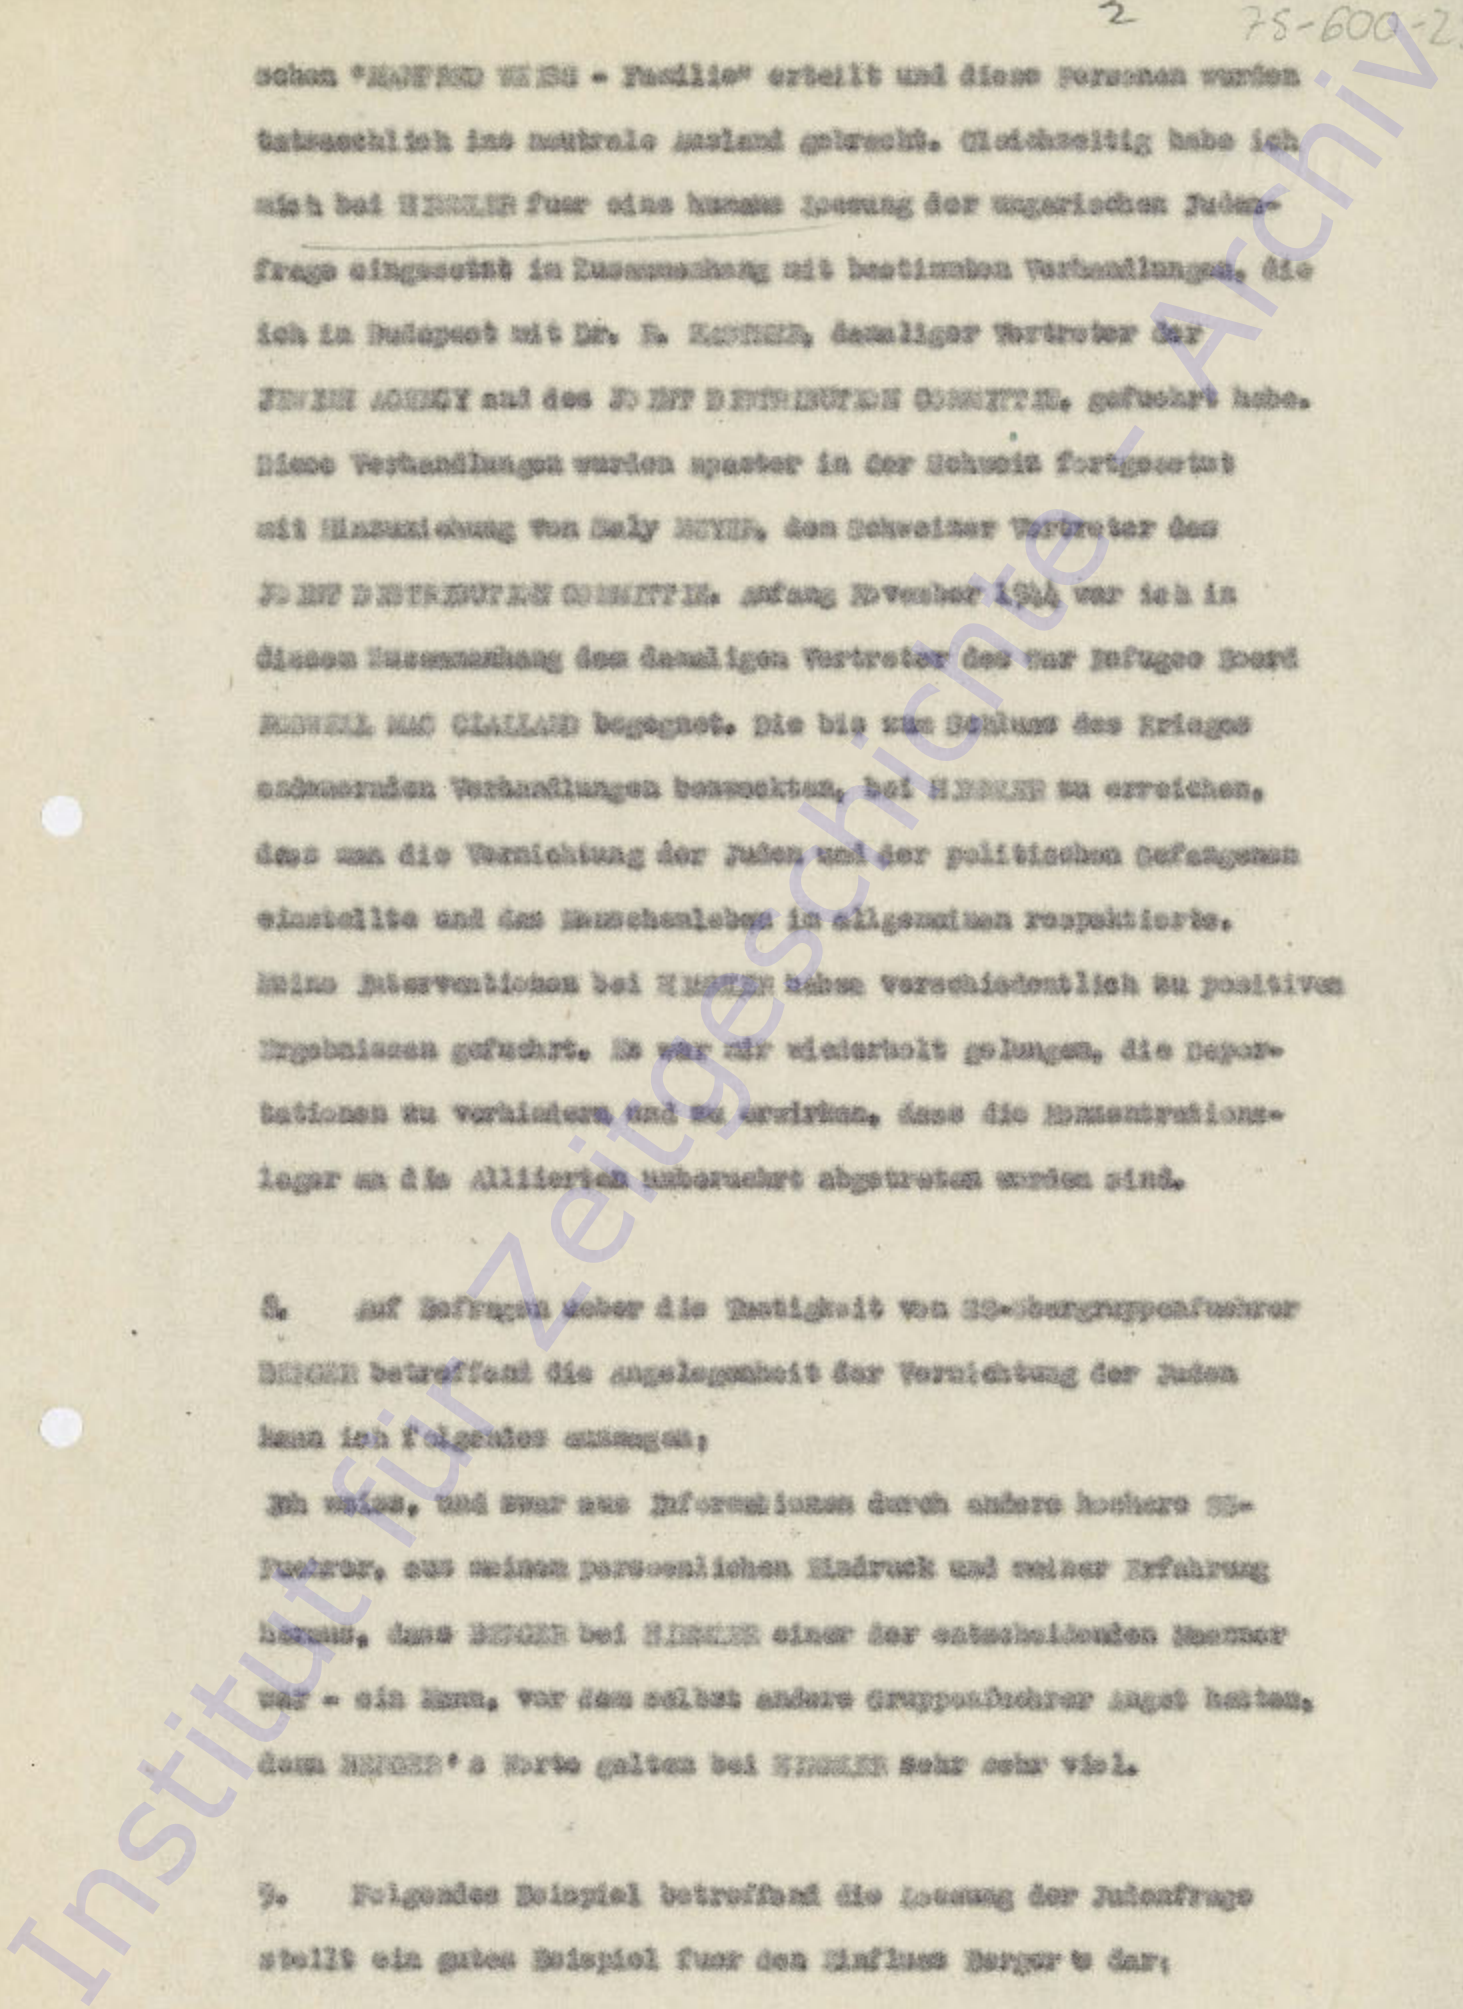 2 75-600-2
schen "MANFRED WEISS - Familie" erteilt und diese Personen wurden
tatsaechlich ins neutrale Ausland gebracht. Gleichzeitig habe ich
mich bei HIMMLER fuer eine humane Loesung der ungarischen Juden-
frage eingesetzt im Zusammenhang mit bestimmten Verhandlungen, die
ich in Budapest mit Dr. R. KASTNER, damaliger Vertreter der
JEWISH AGENCY und des JOINT DISTRIBUTION COMMITTIE, gefuehrt habe.
Diese Verhandlungen wurden spaeter in der Schweiz fortgesetzt
mit Hinzuziehung von Saly MEYER, dem Schweizer Vertreter des
JOINT DISTRIBUTION COMMITTIE. Anfang November 1944 war ich in
diesem Zusammenhang dem damaligen Vertreter des War Refugee Board
ROSWELL MAC CLALLAND begegnet. Die bis zum Schluss des Krieges
andauernden Verhandlungen bezweckten, bei HIMMLER zu erreichen,
dass man die Vernichtung der Juden und der politischen Gefangenen
einstellte und das Menschenleben im allgemeinen respektierte.
Meine Interventionen bei HIMMLER haben verschiedentlich zu positiven
Ergebnissen gefuehrt. Es war mir wiederholt gelungen, die Depor-
tationen zu verhindern und zu erwirken, dass die Konzentrations-
lager an die Alliierten unberuehrt abgetreten worden sind.
8. Auf Befragen ueber die Taetigkeit von SS-Obergruppenfuehrer
BERGER betreffend die Angelegenheit der Vernichtung der Juden
kann ich folgendes aussagen;
Ich weiss, und zwar aus Informationen durch andere hoehere SS-
Fuehrer, aus meinem persoenlichen Eindruck und meiner Erfahrung
heraus, dass BERGER bei HIMMLER einer der entscheidenden Maenner
war - ein Mann, vor dem selbst andere Gruppenfuehrer Angst hatten,
denn BERGER's Worte galten bei HIMMLER sehr sehr viel.
9. Folgendes Beispiel betreffend die Loesung der Judenfrage
stellt ein gutes Beispiel fuer den Einfluss Berger's dar;
Institut für Zeitgeschichte - Archiv